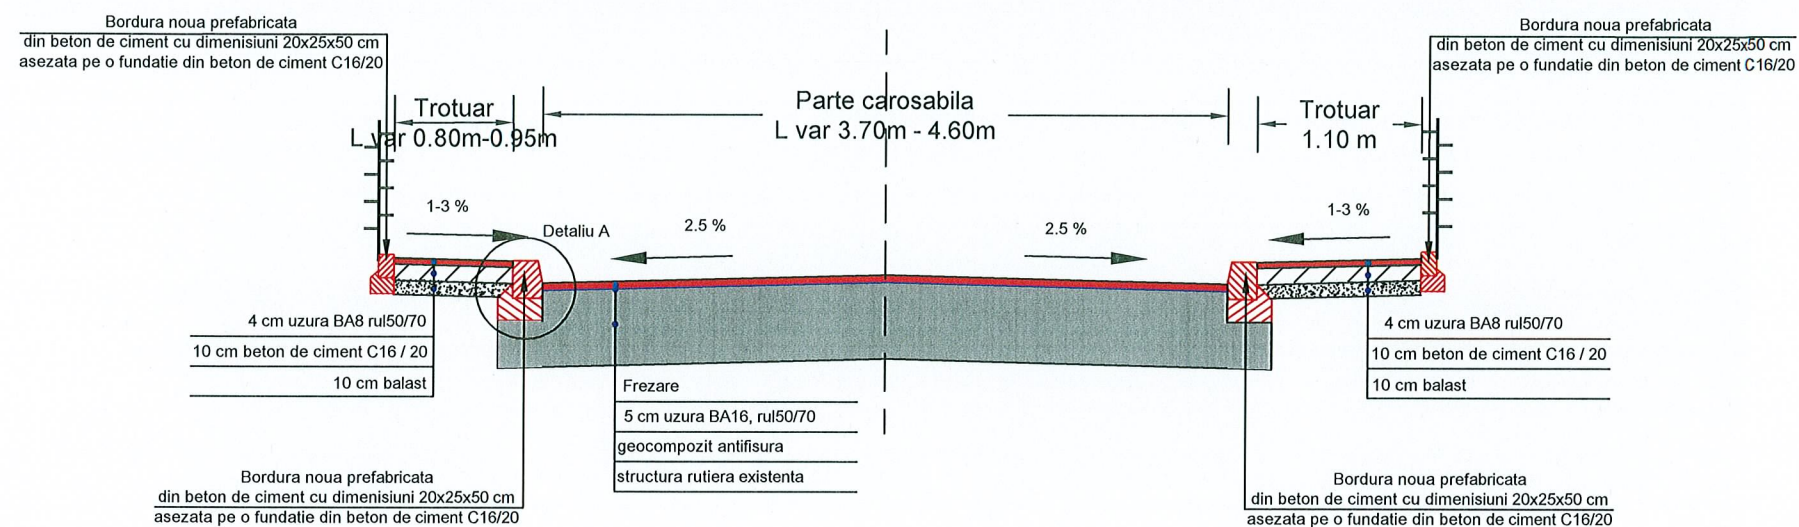 Bordura noua prefabricata
din beton de ciment cu dimenisiuni 20x25x50 cm
asezata pe o fundatie din beton de ciment C16/20
Bordura noua prefabricata
din beton de ciment cu dimenisiuni 20x25x50 cm
asezata pe o fundatie din beton de ciment C16/20
Trotuar
L var 0.80m-0.95m
Parte carosabila
L var 3.70m - 4.60m
Trotuar
1.10 m
1-3 %
Detaliu A
2.5 %
2.5 %
1-3 %
4 cm uzura BA8 rul50/70
10 cm beton de ciment C16 / 20
10 cm balast
Frezare
5 cm uzura BA16, rul50/70
geocompozit antifisura
structura rutiera existenta
4 cm uzura BA8 rul50/70
10 cm beton de ciment C16 / 20
10 cm balast
Bordura noua prefabricata
din beton de ciment cu dimenisiuni 20x25x50 cm
asezata pe o fundatie din beton de ciment C16/20
Bordura noua prefabricata
din beton de ciment cu dimenisiuni 20x25x50 cm
asezata pe o fundatie din beton de ciment C16/20